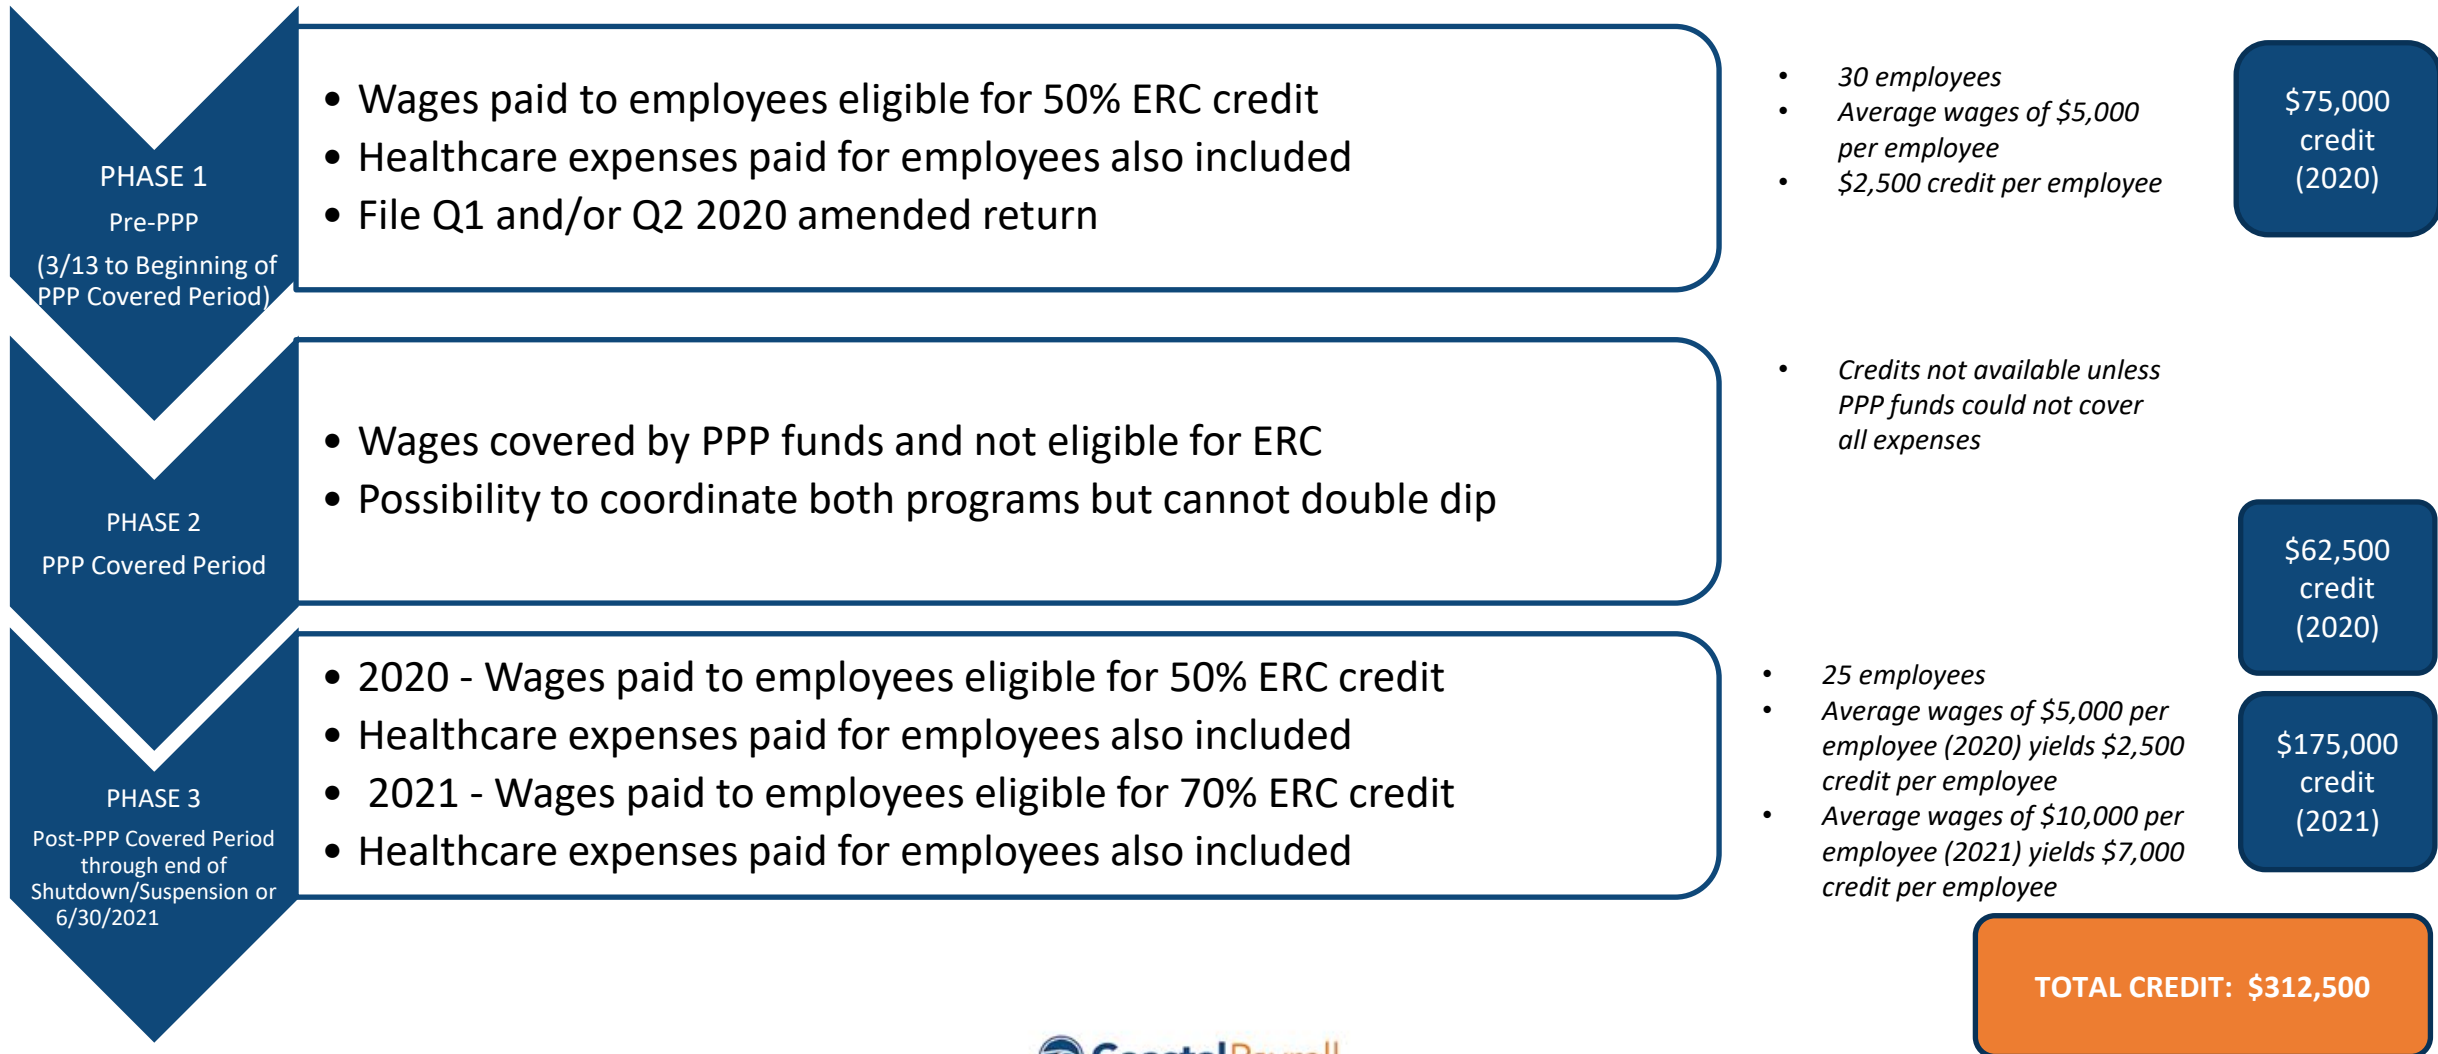 PHASE 1
Pre-PPP
(3/13 to Beginning of
PPP Covered Period)
• Wages paid to employees eligible for 50% ERC credit
• Healthcare expenses paid for employees also included
• File Q1 and/or Q2 2020 amended return
• 30 employees
• Average wages of $5,000
per employee
• $2,500 credit per employee
$75,000
credit
(2020)
PHASE 2
PPP Covered Period
• Wages covered by PPP funds and not eligible for ERC
• Possibility to coordinate both programs but cannot double dip
• Credits not available unless
PPP funds could not cover
all expenses
$62,500
credit
(2020)
PHASE 3
Post-PPP Covered Period
through end of
Shutdown/Suspension or
6/30/2021
• 2020 - Wages paid to employees eligible for 50% ERC credit
• Healthcare expenses paid for employees also included
• 2021 - Wages paid to employees eligible for 70% ERC credit
• Healthcare expenses paid for employees also included
• 25 employees
• Average wages of $5,000 per
employee (2020) yields $2,500
credit per employee
• Average wages of $10,000 per
employee (2021) yields $7,000
credit per employee
$175,000
credit
(2021)
TOTAL CREDIT: $312,500
Coastal Payroll